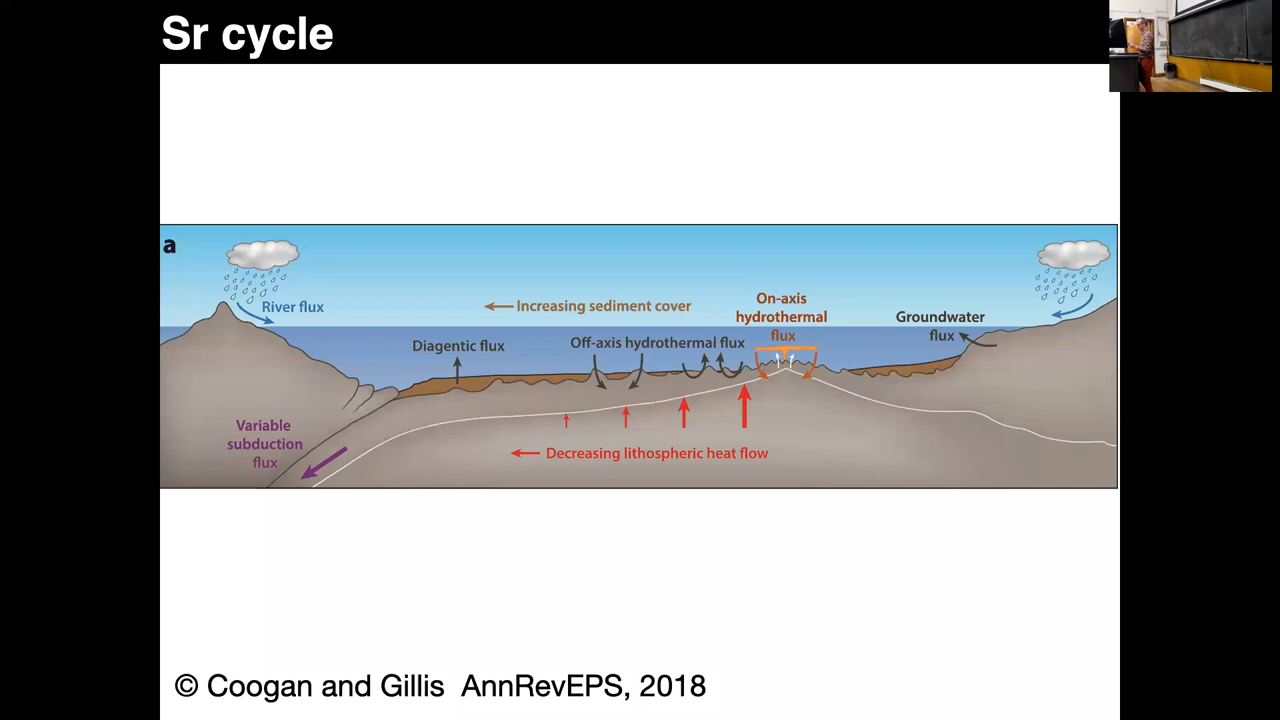 Sr cycle
a
River flux
Increasing sediment cover
On-axis
hydrothermal
flux
Groundwater
flux
Diagentic flux
Off-axis hydrothermal flux
Variable
subduction
flux
Decreasing lithospheric heat flow
© Coogan and Gillis AnnRevEPS, 2018